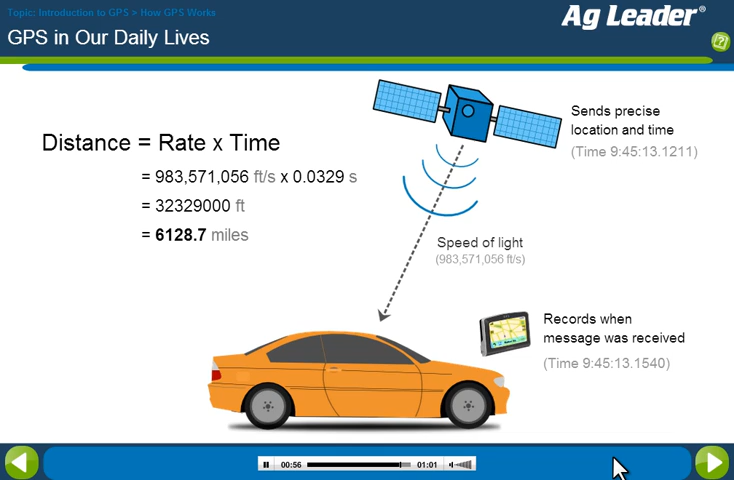 Topic: Introduction to GPS > How GPS Works
Ag Leader®
GPS in Our Daily Lives
Sends precise
location and time
(Time 9:45:13.1211)
Distance = Rate x Time
= 983,571,056 ft/s x 0.0329 s
= 32329000 ft
= 6128.7 miles
Speed of light
(983,571,056 ft/s)
Records when
message was received
(Time 9:45:13.1540)
00:56
01:01